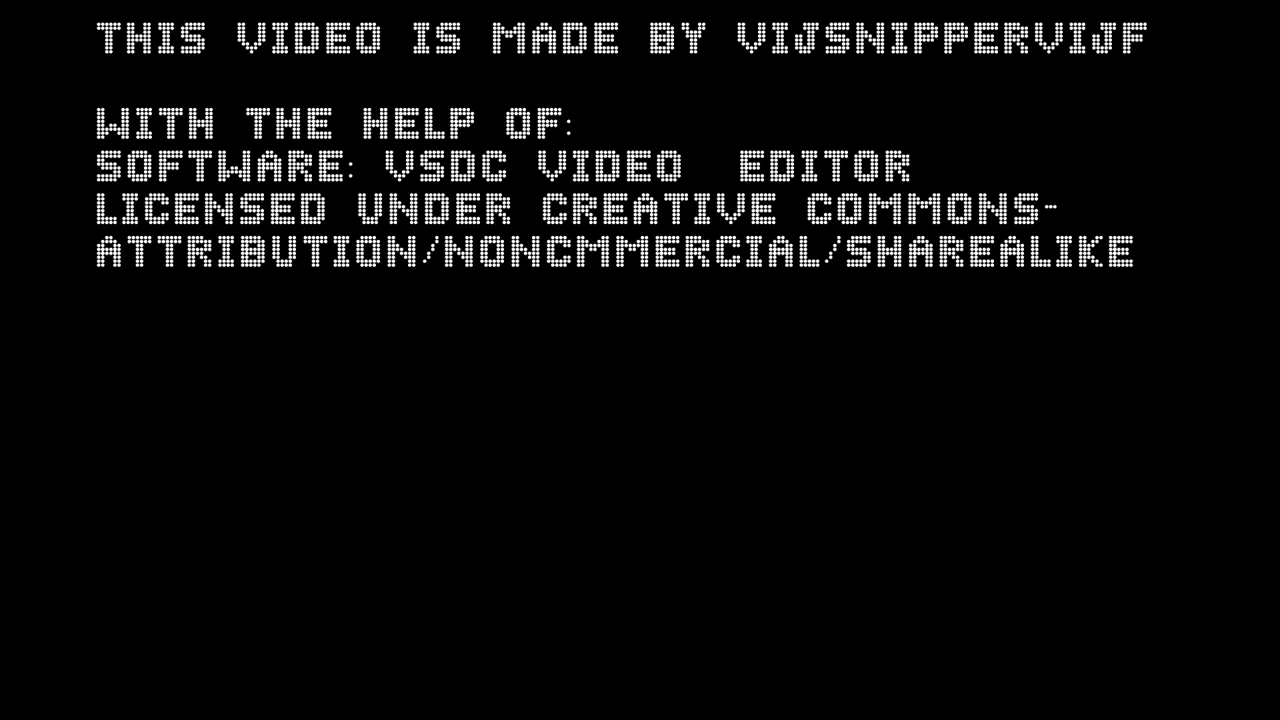 THIS VIDEO IS MADE BY VIJSNIPPERVIJF
WITH THE HELP OF:
SOFTWARE: VSDC VIDEO  EDITOR
LICENSED UNDER CREATIVE COMMONS-
ATTRIBUTION/NONCMMERCIAL/SHAREALIKE